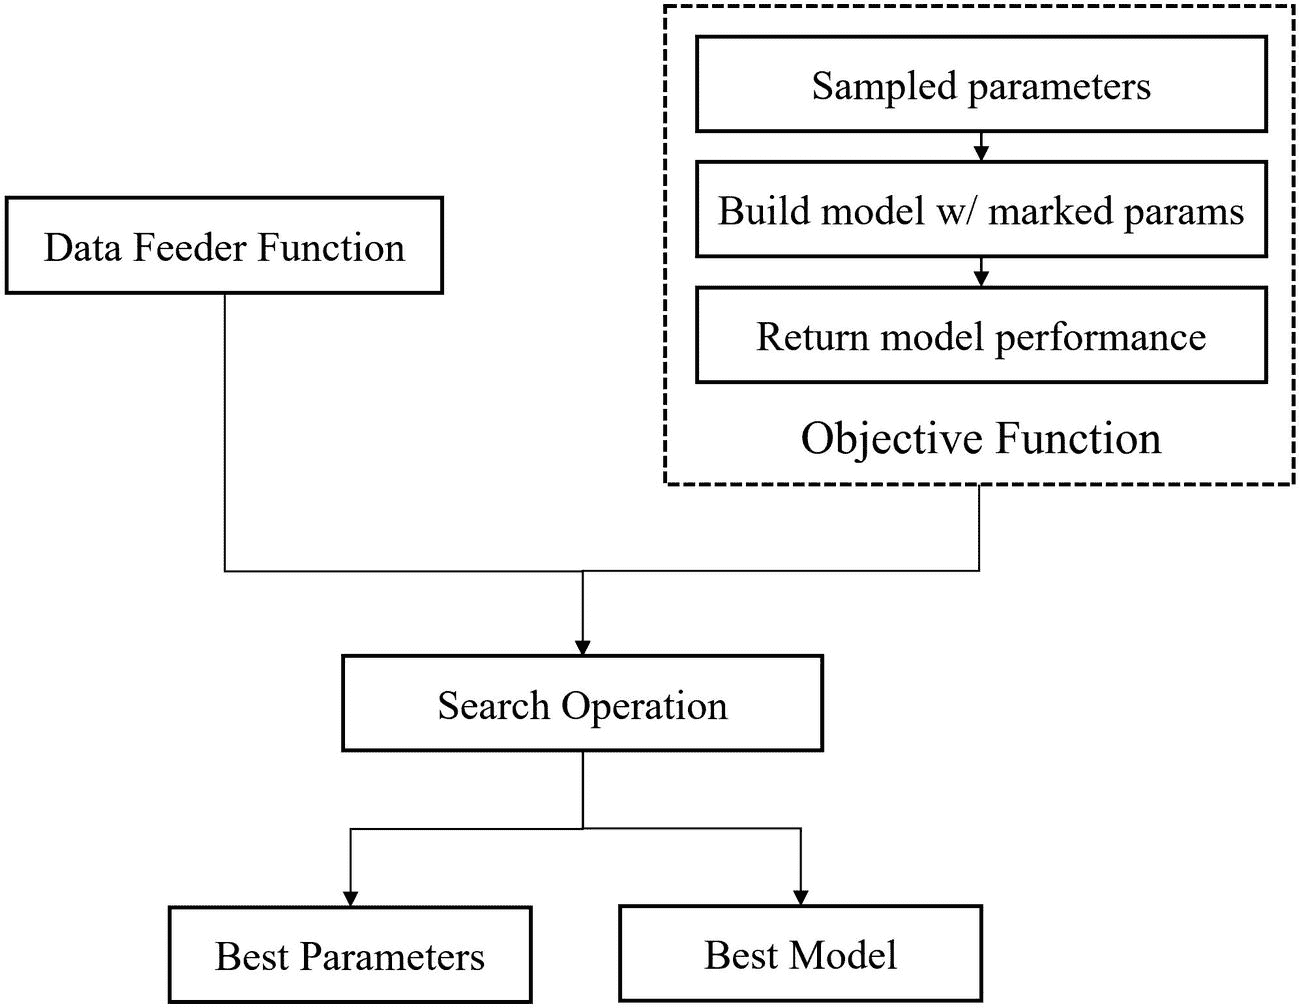 Sampled parameters
Build model w/ marked params
Return model performance
Objective Function
Data Feeder Function
Search Operation
Best Parameters
Best Model